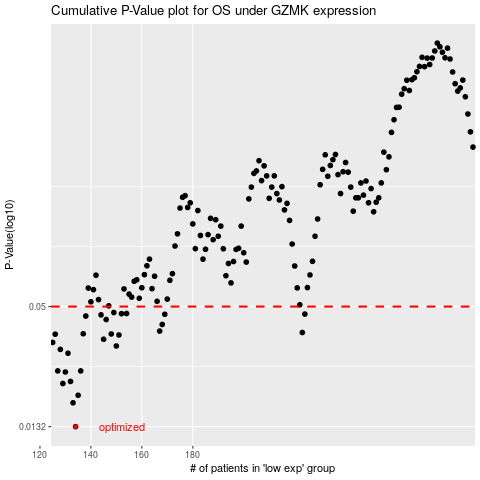 Cumulative P-Value plot for OS under GZMK expression
P-Value(log10)
0.05
0.0132
optimized
120 140 160 180
# of patients in 'low exp' group